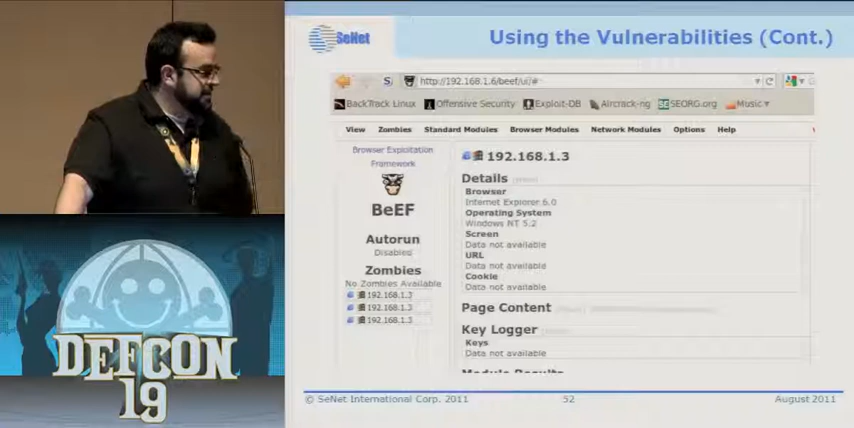 SeNet
Using the Vulnerabilities (Cont.)
http://192.168.1.6/beef/ui/#
BackTrack Linux Offensive Security Exploit-DB Aircrack-ng SEORG.org Music
View Zombies Standard Modules Browser Modules Network Modules Options Help
Browser Exploitation
Framework
BeEF
Autorun
Disabled
Zombies
No Zombies Available
192.168.1.3
192.168.1.3
192.168.1.3
192.168.1.3
Details
Browser
Internet Explorer 6.0
Operating System
Windows NT 5.2
Screen
Data not available
URL
Data not available
Cookie
Data not available
Page Content
Key Logger
Keys
Data not available
Module Results
DEFCON
19
© SeNet International Corp. 2011
52
August 2011